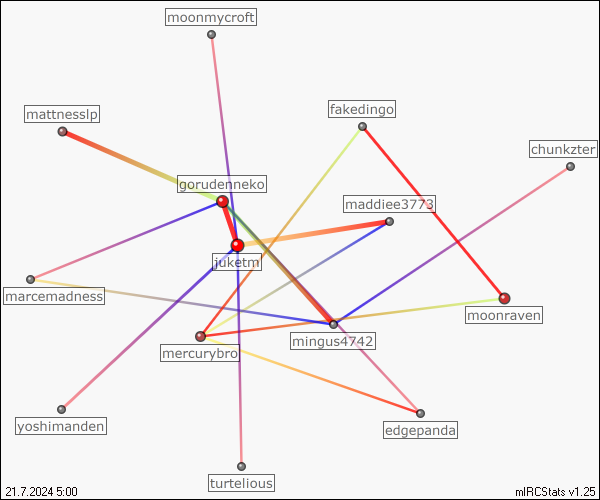 moonmycroft
mattnesslp
fakedingo
chunkzter
gorudenneko
maddiee3773
juketm
marcemadness
moonraven
mingus4742
mercurybro
yoshimanden
edgepanda
turtelious
21.7.2024 5:00
mIRCStats v1.25